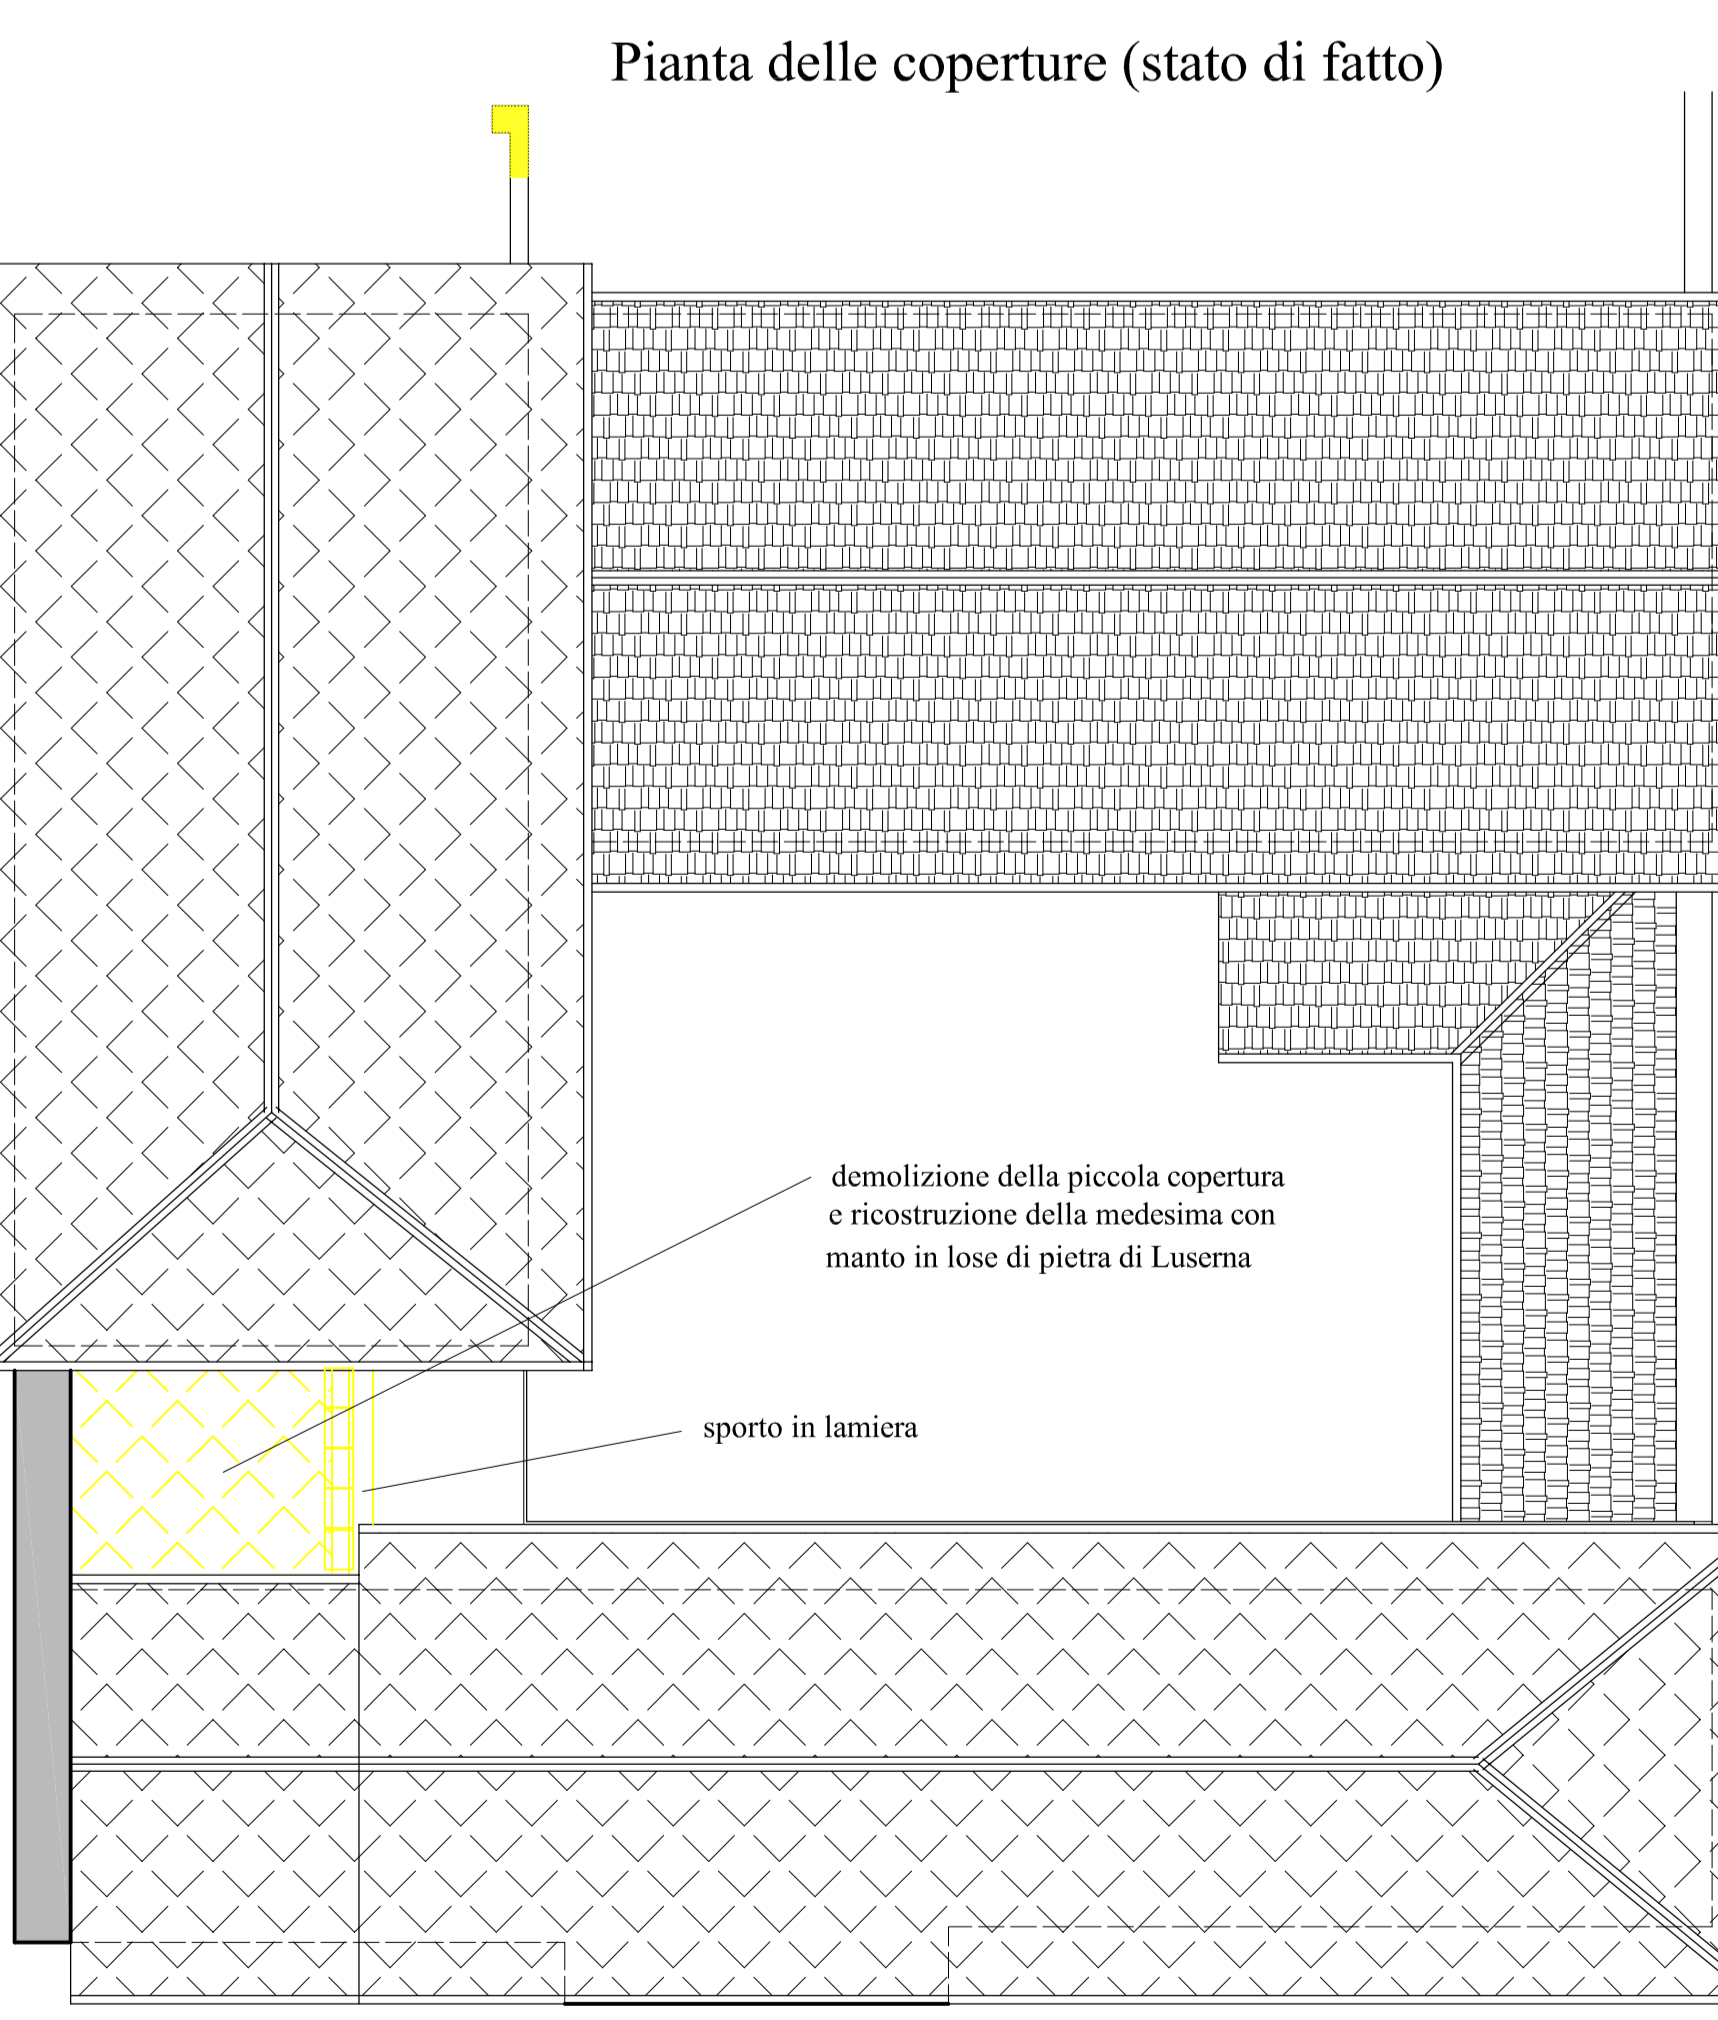 Pianta delle coperture (stato di fatto)
demolizione della piccola copertura
e ricostruzione della medesima con
manto in lose di pietra di Luserna
sporto in lamiera